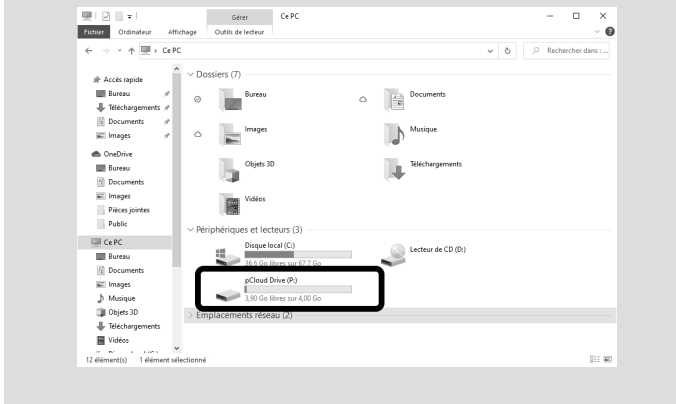 Gérer
Ce PC
Fichier Ordinateur Affichage Outils de lecteur
Ce PC
Rechercher dans : ...
Accès rapide
Bureau
Téléchargements
Documents
Images
OneDrive
Bureau
Documents
Images
Pièces jointes
Public
Ce PC
Bureau
Documents
Images
Musique
Objets 3D
Téléchargements
Vidéos
Dossiers (7)
Bureau
Documents
Images
Musique
Objets 3D
Téléchargements
Vidéos
Périphériques et lecteurs (3)
Disque local (C:)
36,6 Go libres sur 67,7 Go
Lecteur de CD (D:)
pCloud Drive (P:)
3,90 Go libres sur 4,00 Go
Emplacements réseau (2)
12 élément(s) 1 élément sélectionné